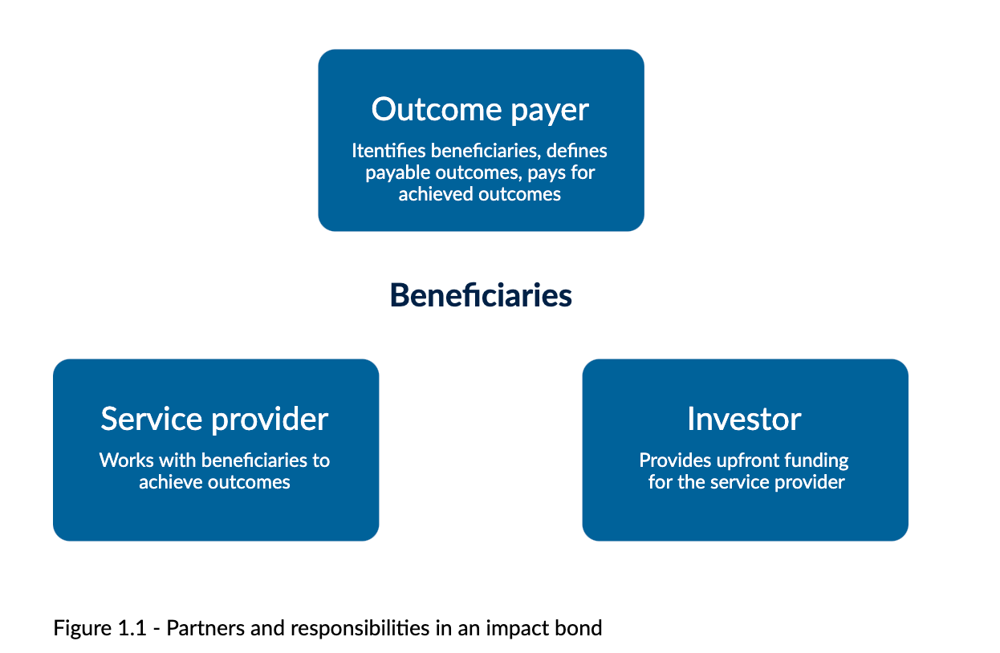 Outcome payer
Itentifies beneficiaries, defines
payable outcomes, pays for
achieved outcomes
Beneficiaries
Service provider
Works with beneficiaries to
achieve outcomes
Investor
Provides upfront funding
for the service provider
Figure 1.1 - Partners and responsibilities in an impact bond